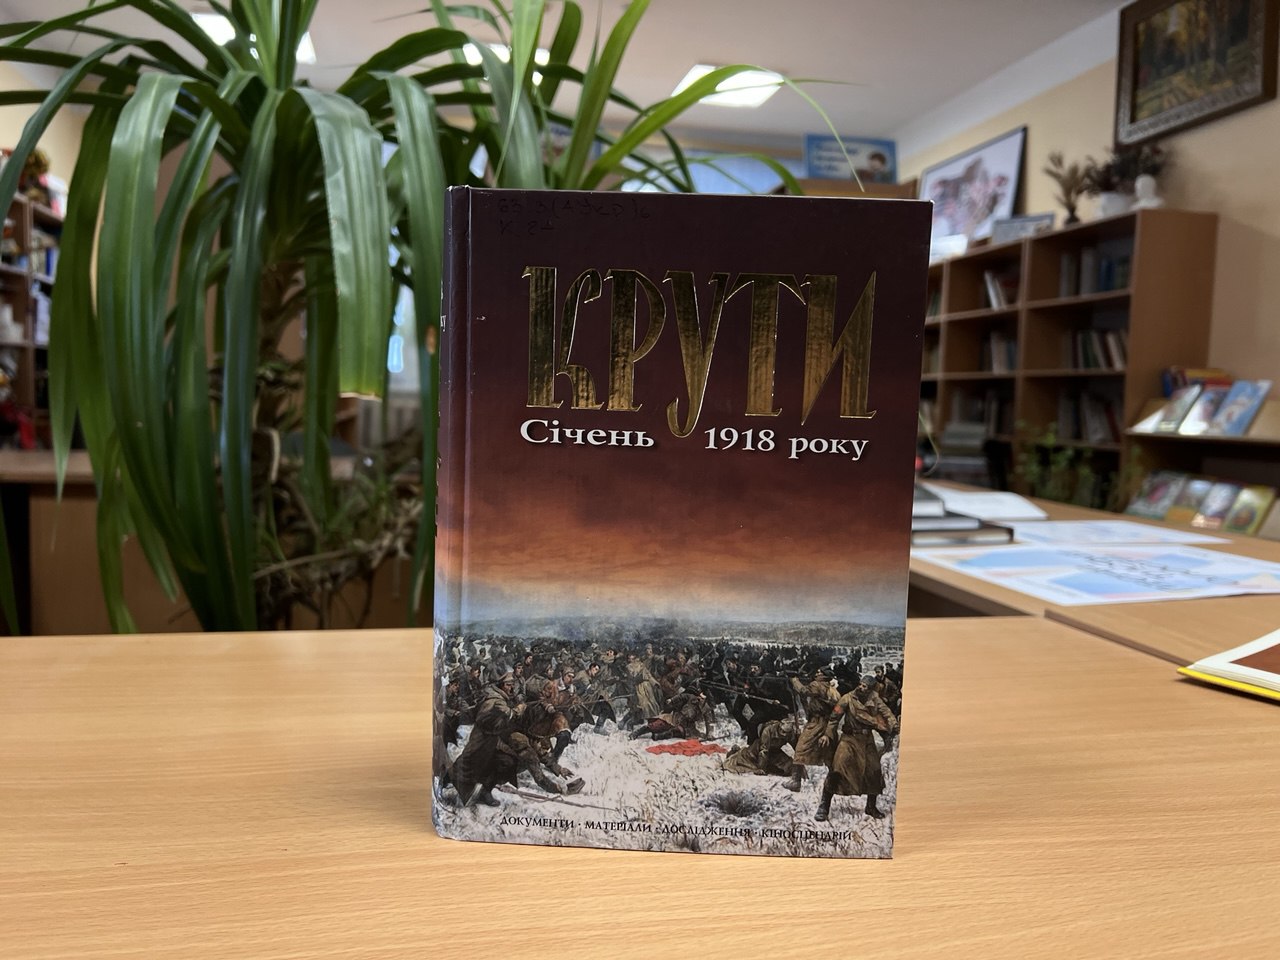 КРУТИ
Січень 1918 року
ДОКУМЕНТИ · МАТЕРІАЛИ · ДОСЛІДЖЕННЯ · КІНОСЦЕНАРІЙ